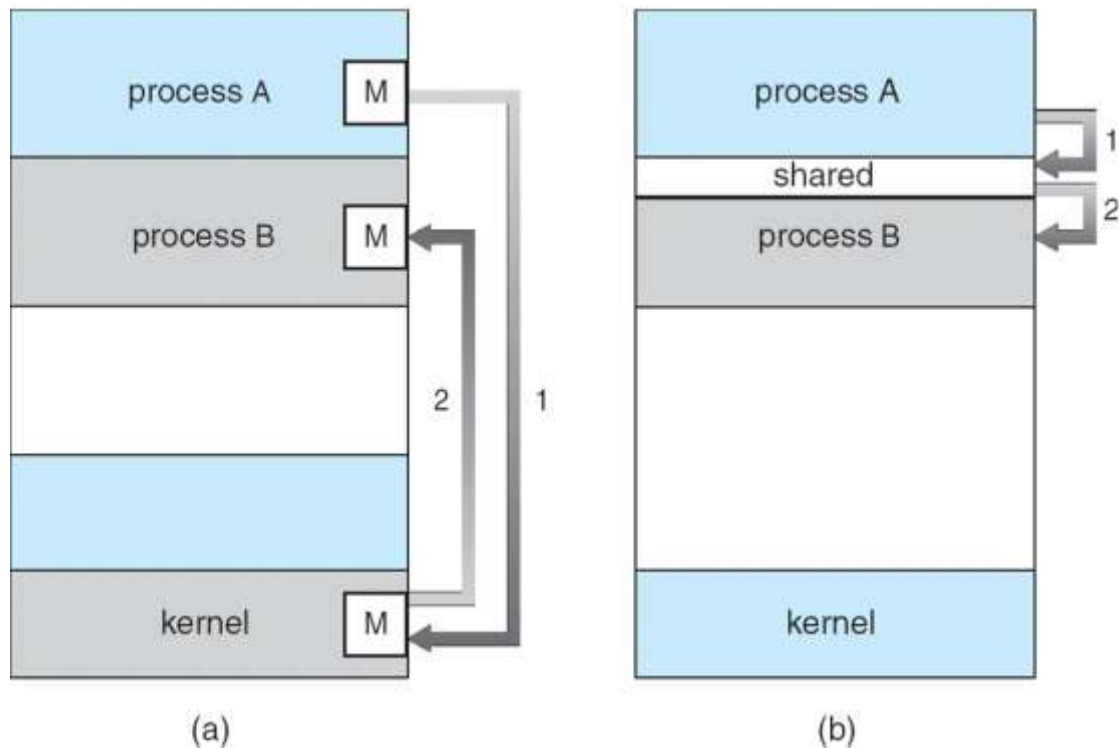 process A
M
process B
M
2
1
kernel
M
(a)
process A
1
shared
2
process B
kernel
(b)